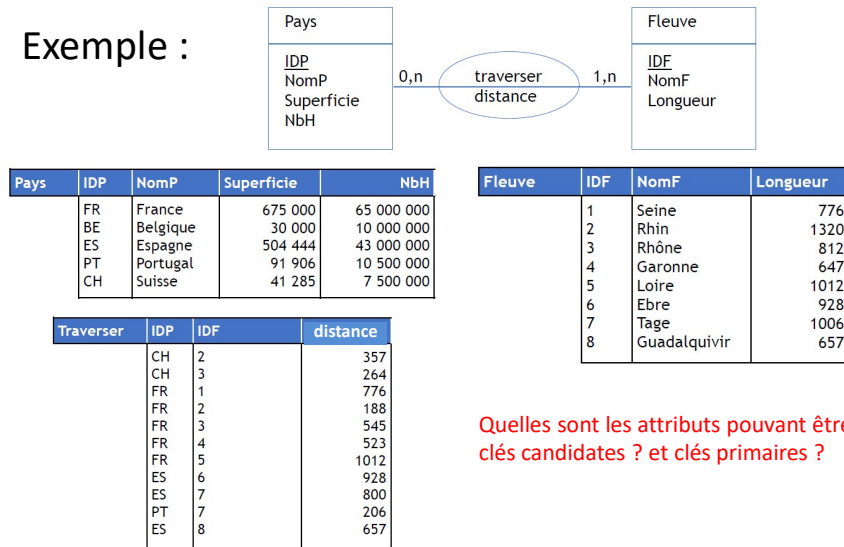 Exemple :
Pays
IDP
NomP
Superficie
NbH
0,n
traverser
distance
1,n
Fleuve
IDF
NomF
Longueur
Pays IDP NomP Superficie NbH
FR France 675 000 65 000 000
BE Belgique 30 000 10 000 000
ES Espagne 504 444 43 000 000
PT Portugal 91 906 10 500 000
CH Suisse 41 285 7 500 000
Fleuve IDF NomF Longueur
1 Seine 776
2 Rhin 1320
3 Rhône 812
4 Garonne 647
5 Loire 1012
6 Ebre 928
7 Tage 1006
8 Guadalquivir 657
Traverser IDP IDF distance
CH 2 357
CH 3 264
FR 1 776
FR 2 188
FR 3 545
FR 4 523
FR 5 1012
ES 6 928
ES 7 800
PT 7 206
ES 8 657
Quelles sont les attributs pouvant être
clés candidates ? et clés primaires ?